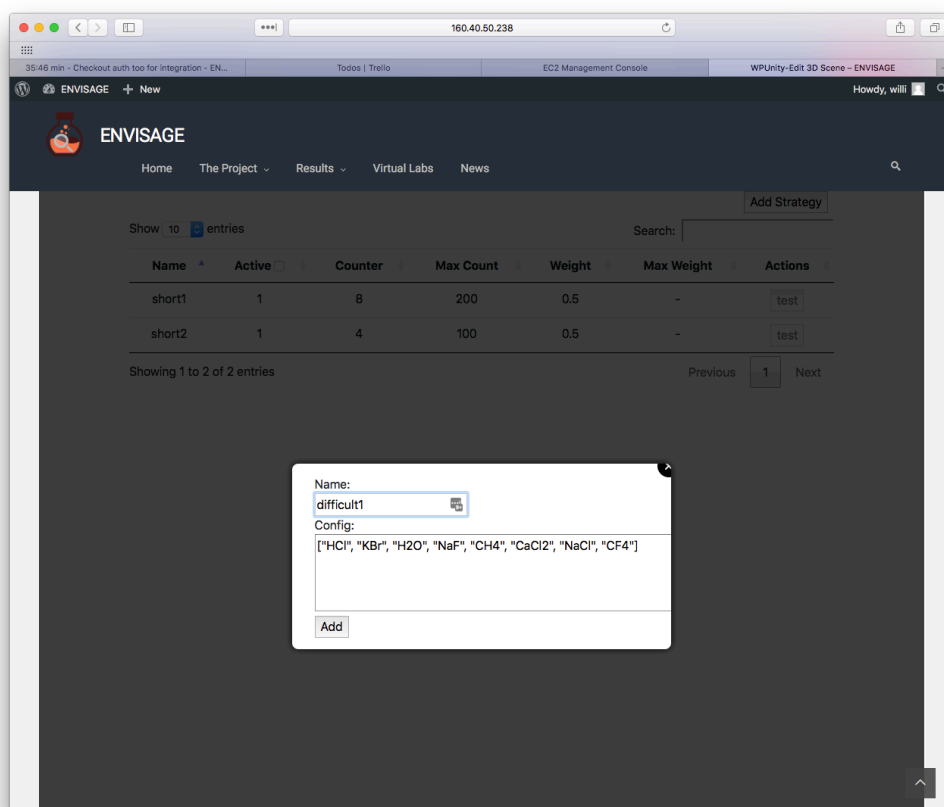 160.40.50.238
35:46 min - Checkout auth too for integration - EN... Todos | Trello EC2 Management Console WPUnity-Edit 3D Scene – ENVISAGE
ENVISAGE + New Howdy, willi
ENVISAGE
Home The Project Results Virtual Labs News
Add Strategy
Show 10 entries Search:
Name Active Counter Max Count Weight Max Weight Actions
short1 1 8 200 0.5 - test
short2 1 4 100 0.5 - test
Showing 1 to 2 of 2 entries Previous 1 Next
Name:
difficult1
Config:
["HCl", "KBr", "H2O", "NaF", "CH4", "CaCl2", "NaCl", "CF4"]
Add